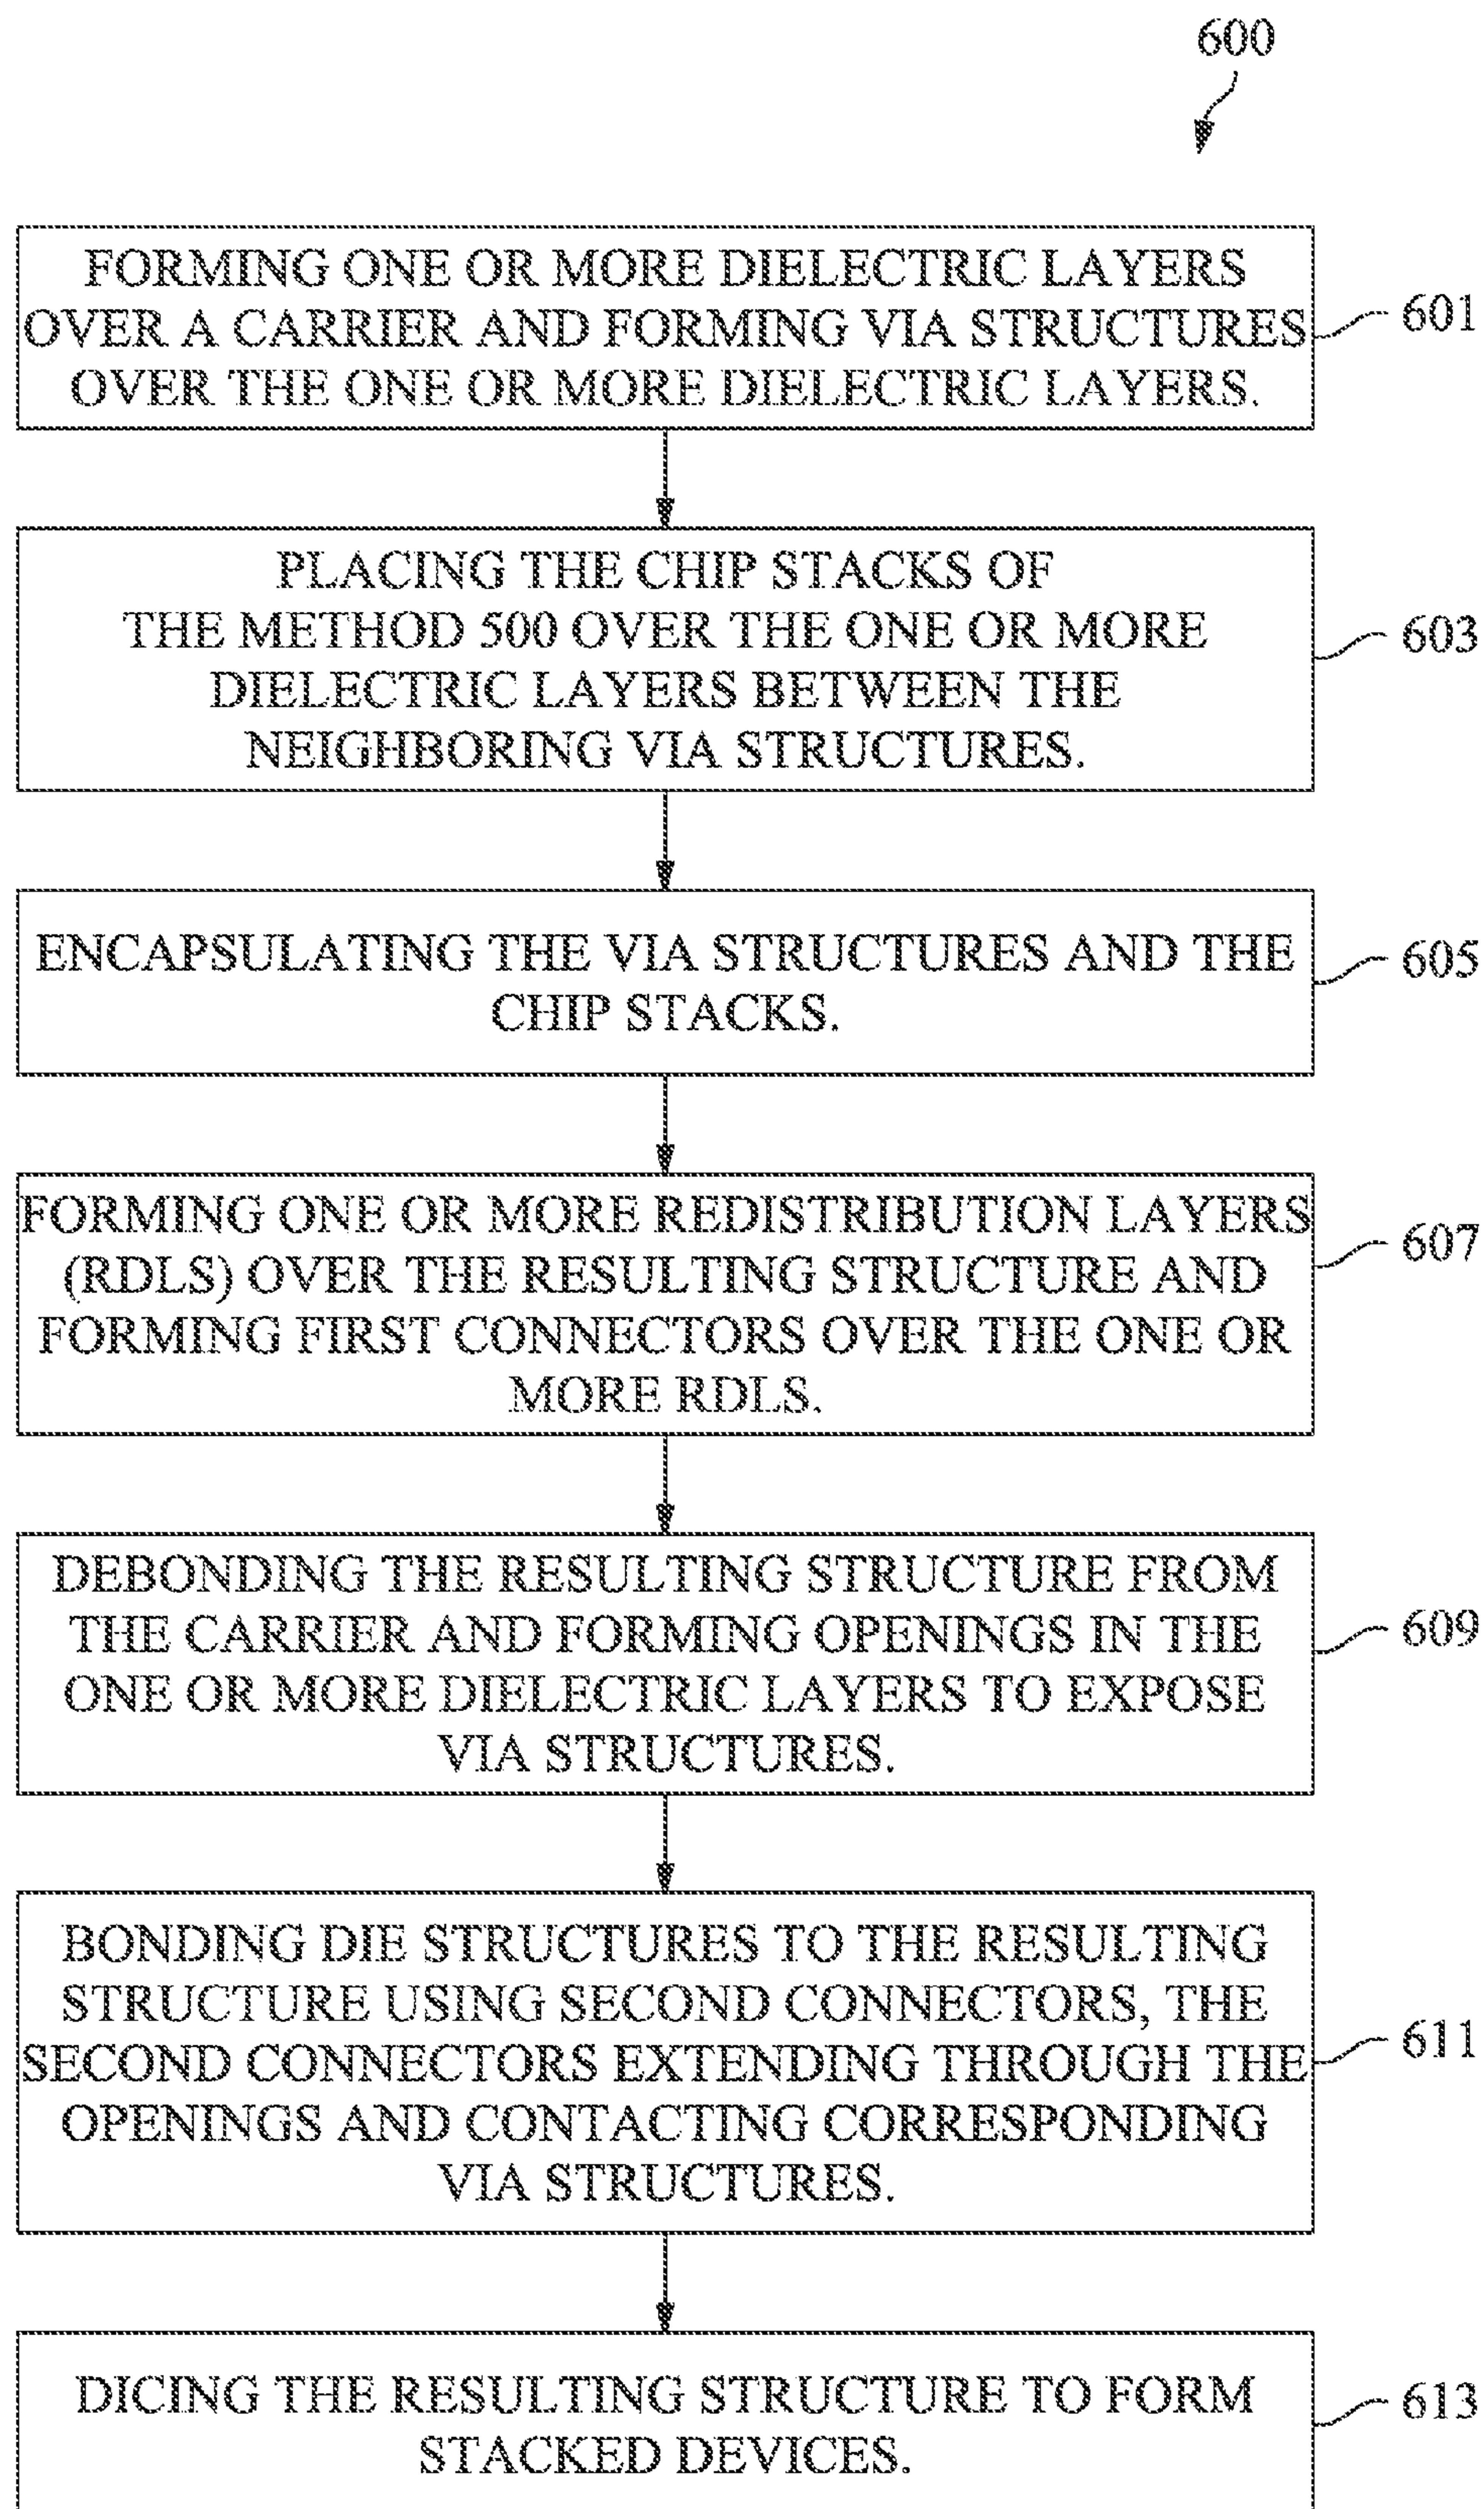 600
FORMING ONE OR MORE DIELECTRIC LAYERS
OVER A CARRIER AND FORMING VIA STRUCTURES
OVER THE ONE OR MORE DIELECTRIC LAYERS.
601
PLACING THE CHIP STACKS OF
THE METHOD 500 OVER THE ONE OR MORE
DIELECTRIC LAYERS BETWEEN THE
NEIGHBORING VIA STRUCTURES.
603
ENCAPSULATING THE VIA STRUCTURES AND THE
CHIP STACKS.
605
FORMING ONE OR MORE REDISTRIBUTION LAYERS
(RDLS) OVER THE RESULTING STRUCTURE AND
FORMING FIRST CONNECTORS OVER THE ONE OR
MORE RDLS.
607
DEBONDING THE RESULTING STRUCTURE FROM
THE CARRIER AND FORMING OPENINGS IN THE
ONE OR MORE DIELECTRIC LAYERS TO EXPOSE
VIA STRUCTURES.
609
BONDING DIE STRUCTURES TO THE RESULTING
STRUCTURE USING SECOND CONNECTORS, THE
SECOND CONNECTORS EXTENDING THROUGH THE
OPENINGS AND CONTACTING CORRESPONDING
VIA STRUCTURES.
611
DICING THE RESULTING STRUCTURE TO FORM
STACKED DEVICES.
613